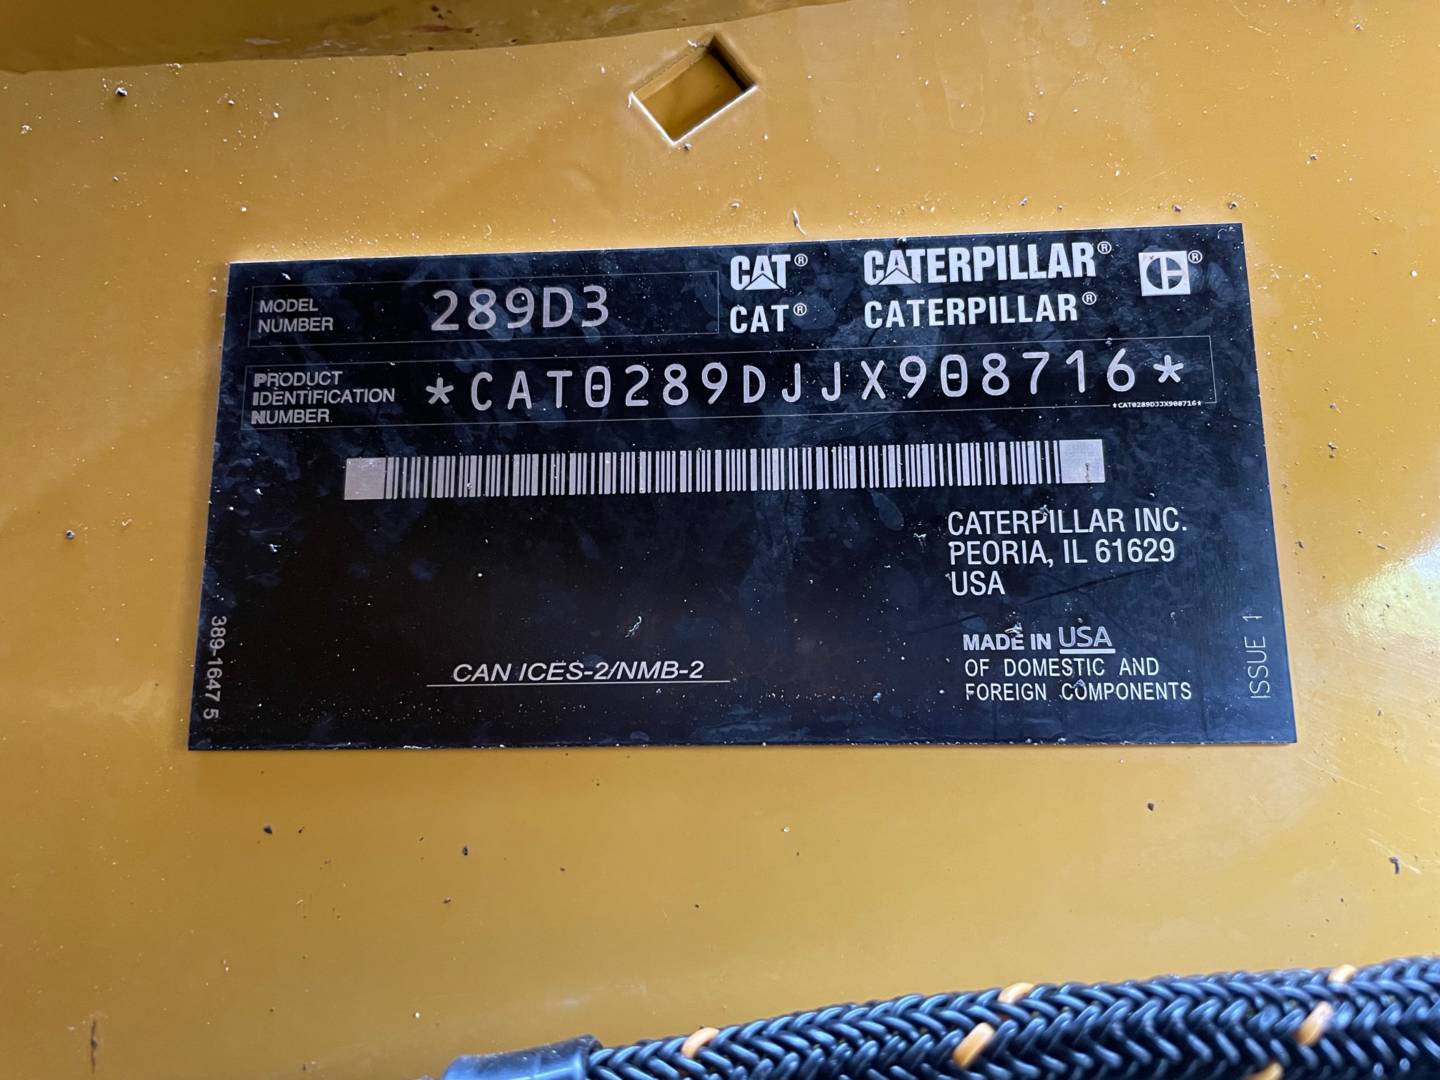 MODEL NUMBER 289D3
CAT® CATERPILLAR® ®
CAT® CATERPILLAR®
PRODUCT IDENTIFICATION NUMBER *CAT0289DJJX908716*
*CAT0289DJJX908716*
CATERPILLAR INC.
PEORIA, IL 61629
USA
MADE IN USA
OF DOMESTIC AND
FOREIGN COMPONENTS
CAN ICES-2/NMB-2
389-1647 5
ISSUE 1